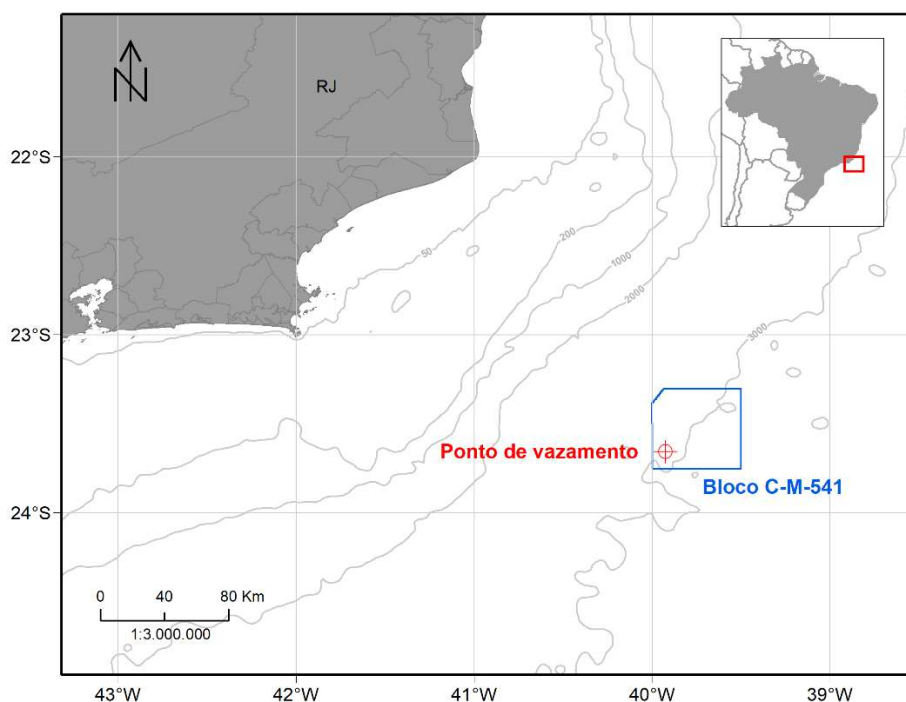 N
RJ
22°S
50
200
1000
2000
23°S
3000
Ponto de vazamento
Bloco C-M-541
24°S
0 40 80 Km
1:3.000.000
43°W 42°W 41°W 40°W 39°W